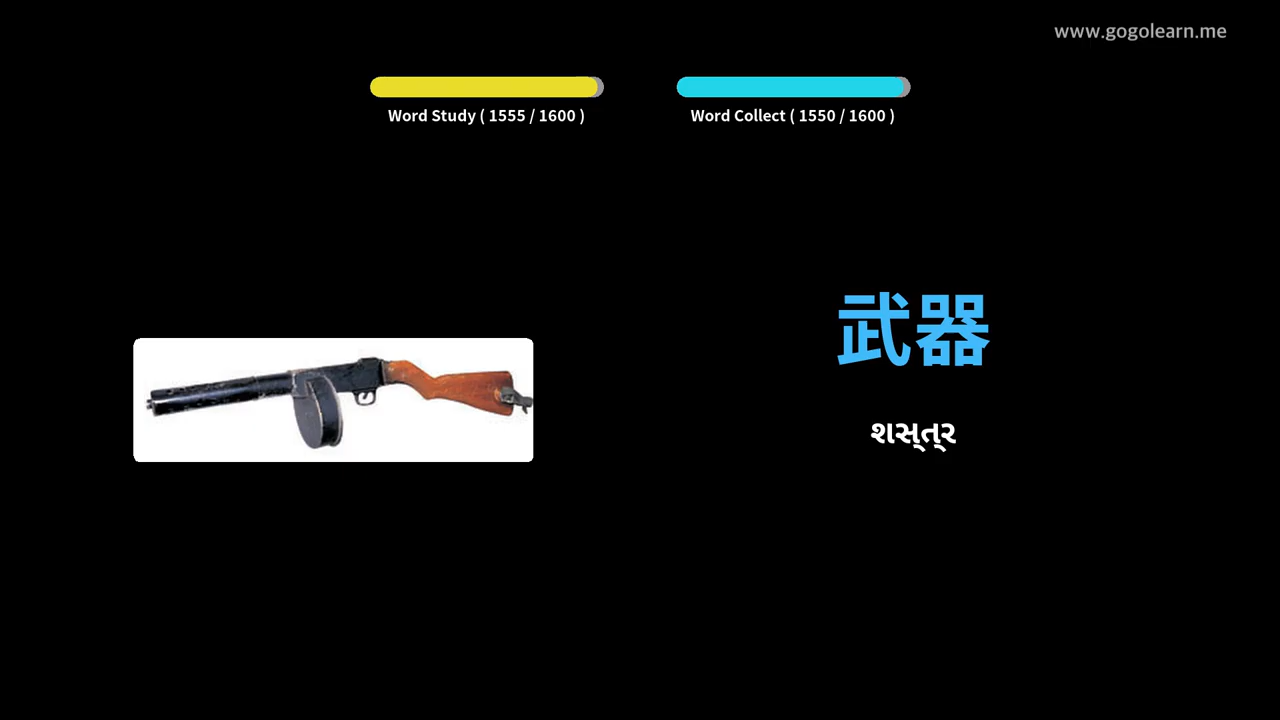 www.gogolearn.me
Word Study ( 1555 / 1600 )
Word Collect ( 1550 / 1600 )
武器
શસ્ત્ર